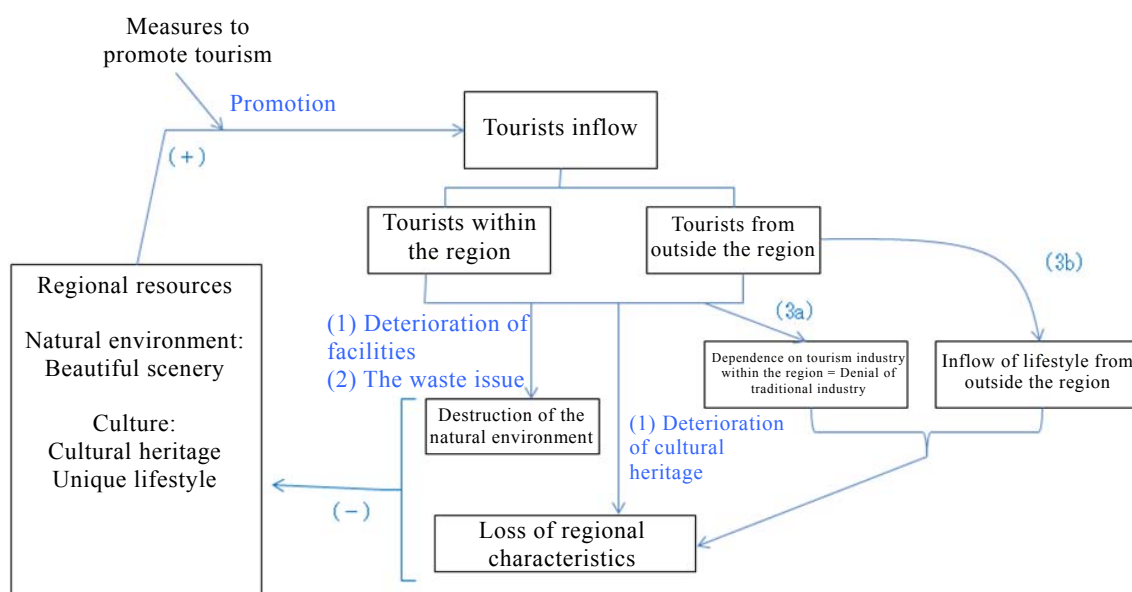 Measures to
promote tourism
Promotion
Tourists inflow
(+)
Tourists within
the region
Tourists from
outside the region
(3b)
Regional resources
Natural environment:
Beautiful scenery
Culture:
Cultural heritage
Unique lifestyle
(1) Deterioration of
facilities
(2) The waste issue
(3a)
Dependence on tourism industry
within the region = Denial of
traditional industry
Inflow of lifestyle from
outside the region
Destruction of the
natural environment
(1) Deterioration
of cultural
heritage
(-)
Loss of regional
characteristics